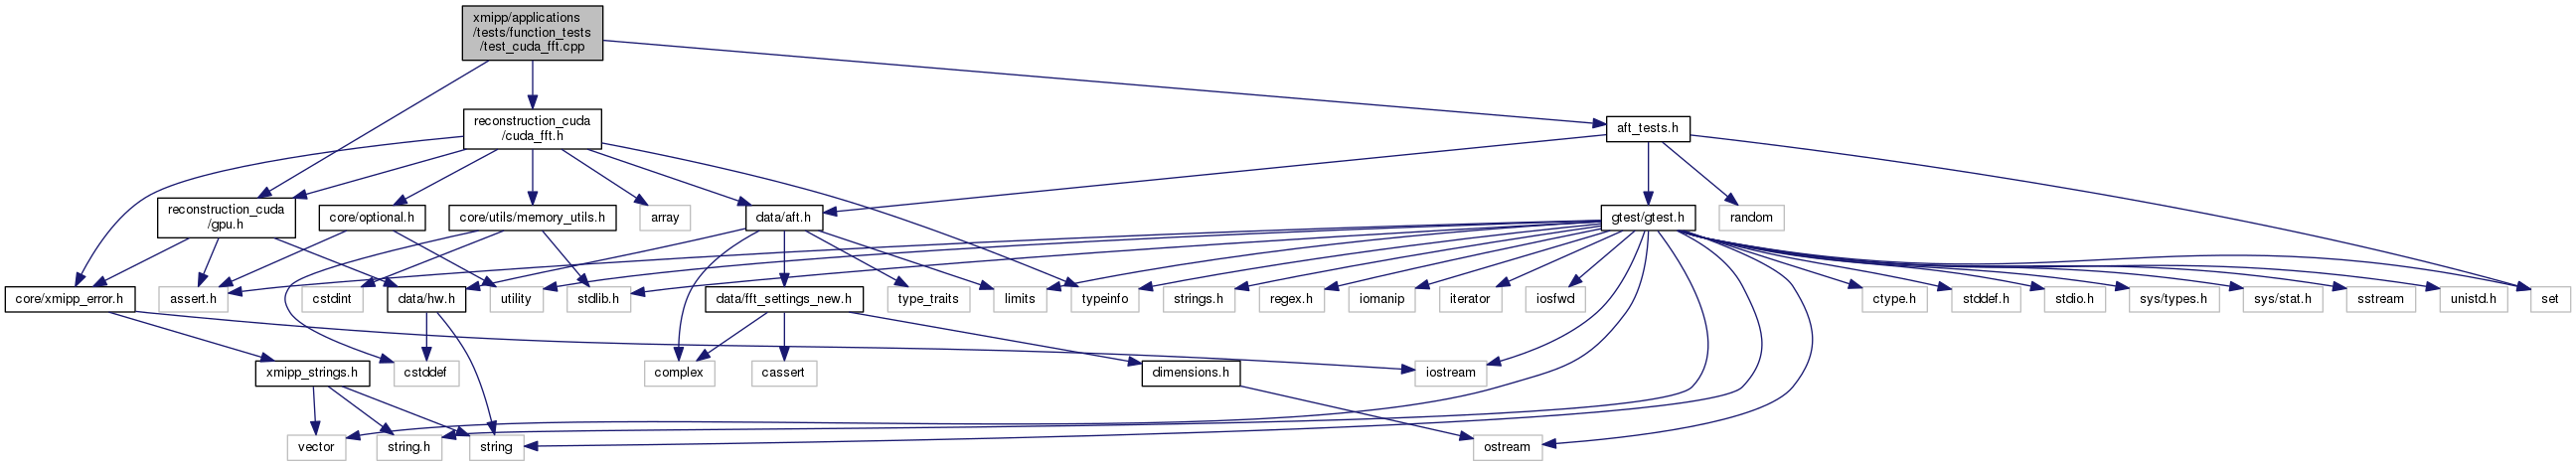 xmipp/applications
/tests/function_tests
/test_cuda_fft.cpp
reconstruction_cuda
/cuda_fft.h
aft_tests.h
reconstruction_cuda
/gpu.h
core/optional.h
core/utils/memory_utils.h
array
data/aft.h
gtest/gtest.h
random
core/xmipp_error.h
assert.h
cstdint
data/hw.h
utility
stdlib.h
data/fft_settings_new.h
type_traits
limits
typeinfo
strings.h
regex.h
iomanip
iterator
iosfwd
ctype.h
stddef.h
stdio.h
sys/types.h
sys/stat.h
sstream
unistd.h
set
xmipp_strings.h
cstddef
complex
cassert
dimensions.h
iostream
vector
string.h
string
ostream